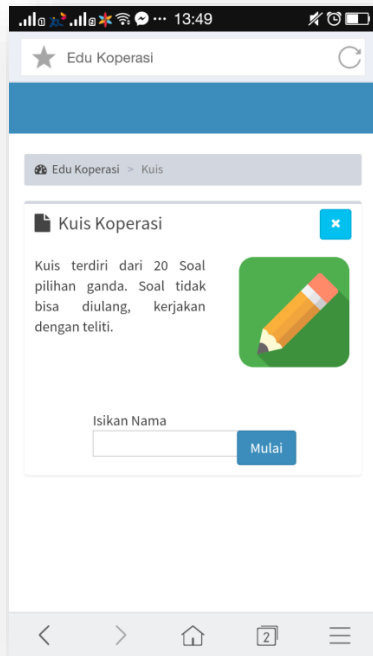 13:49
Edu Koperasi
Edu Koperasi > Kuis
Kuis Koperasi
Kuis terdiri dari 20 Soal
pilihan ganda. Soal tidak
bisa diulang, kerjakan
dengan teliti.
Isikan Nama
Mulai
2